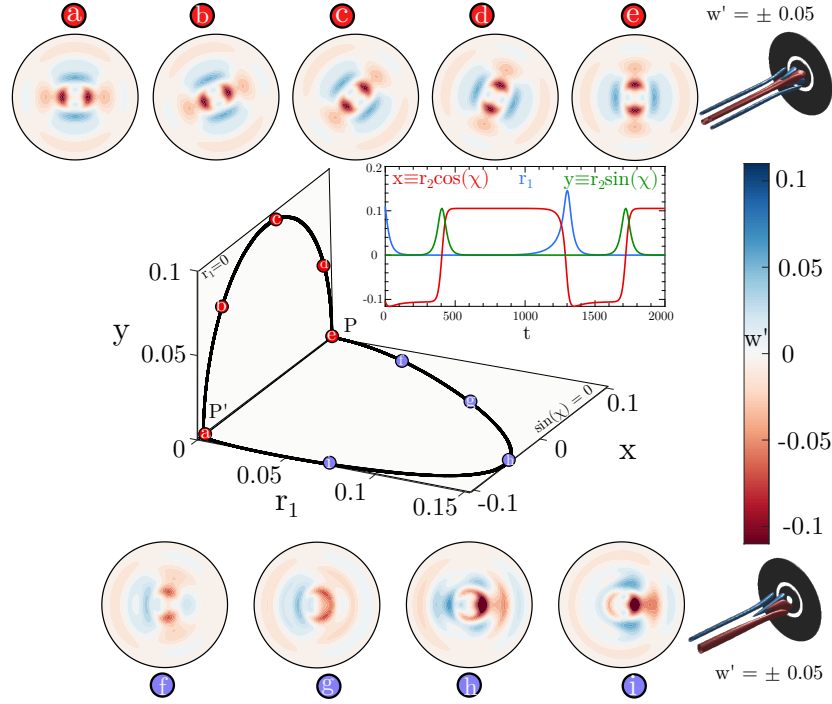 a b c d e
w' = ± 0.05
x≡r₂cos(χ) r₁ y≡r₂sin(χ)
0.2
0.1
0
-0.1
0 500 1000 1500 2000
t
r₁=0
c
d
b
0.1
0.05
0
y
P
e
P'
a
f
g
h
i
sin(χ) = 0
0.1
0
-0.1
x
0.05
0.1
0.15
r₁
0.1
0.05
w'
0
-0.05
-0.1
f g h i
w' = ± 0.05